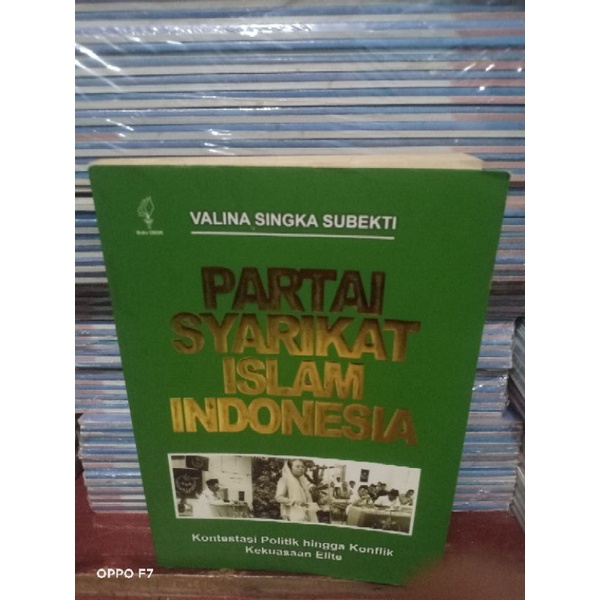 VALINA SINGKA SUBEKTI
PARTAI
SYARIKAT
ISLAM
INDONESIA
Kontestasi Politik hingga Konflik
Kekuasaan Elite
OPPO F7